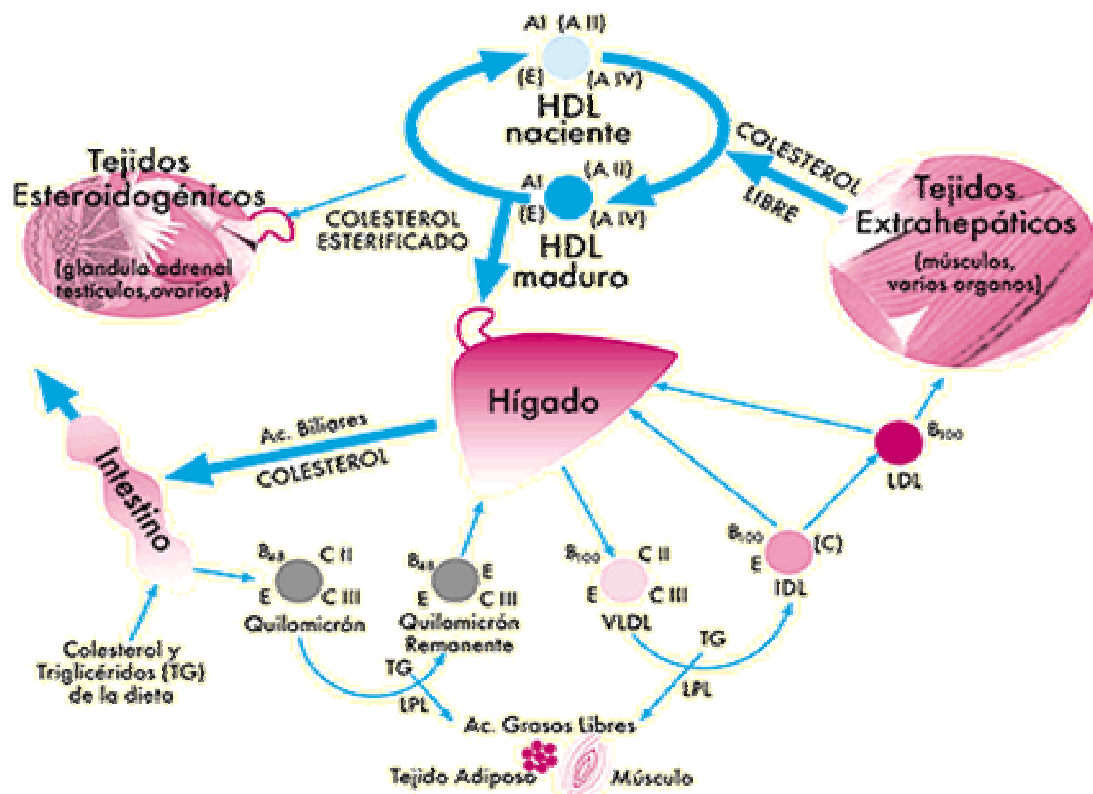 AI (A II)
(E) (A IV)
HDL
naciente
COLESTEROL
LIBRE
Tejidos
Esteroidogénicos
(glándula adrenal
testículos,ovarios)
COLESTEROL
ESTERIFICADO
AI (A II)
(E) (A IV)
HDL
maduro
Tejidos
Extrahepáticos
(músculos,
varios organos)
Hígado
Ac. Biliares
COLESTEROL
Intestino
B100
LDL
B48 C II
E C III
Quilomicrón
B48 E
E C III
Quilomicrón
Remanente
B100 C II
E C III
VLDL
B100 (C)
E
IDL
Colesterol y
Triglicéridos (TG)
de la dieta
TG
LPL
TG
LPL
Ac. Grasos Libres
Tejido Adiposo
Músculo